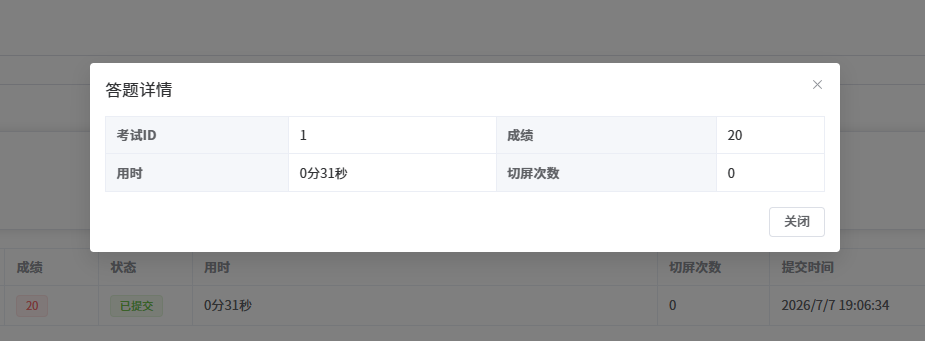 答题详情
考试ID 1 成绩 20
用时 0分31秒 切屏次数 0
关闭
成绩 状态 用时 切屏次数 提交时间
20 已提交 0分31秒 0 2026/7/7 19:06:34